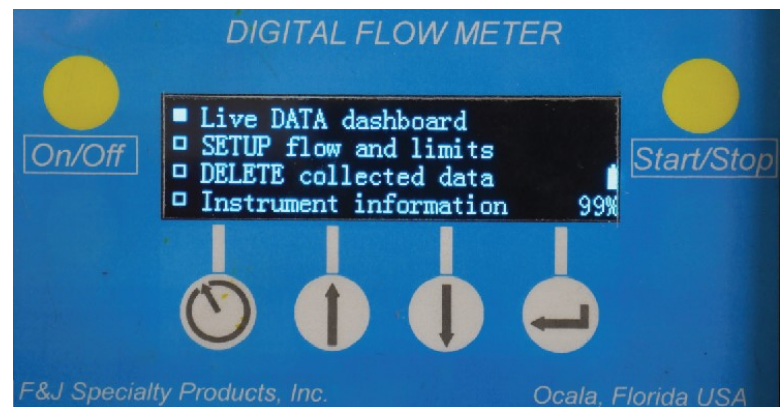 DIGITAL FLOW METER
On/Off
Live DATA dashboard
SETUP flow and limits
DELETE collected data
Instrument information 99%
Start/Stop
F&J Specialty Products, Inc.
Ocala, Florida USA